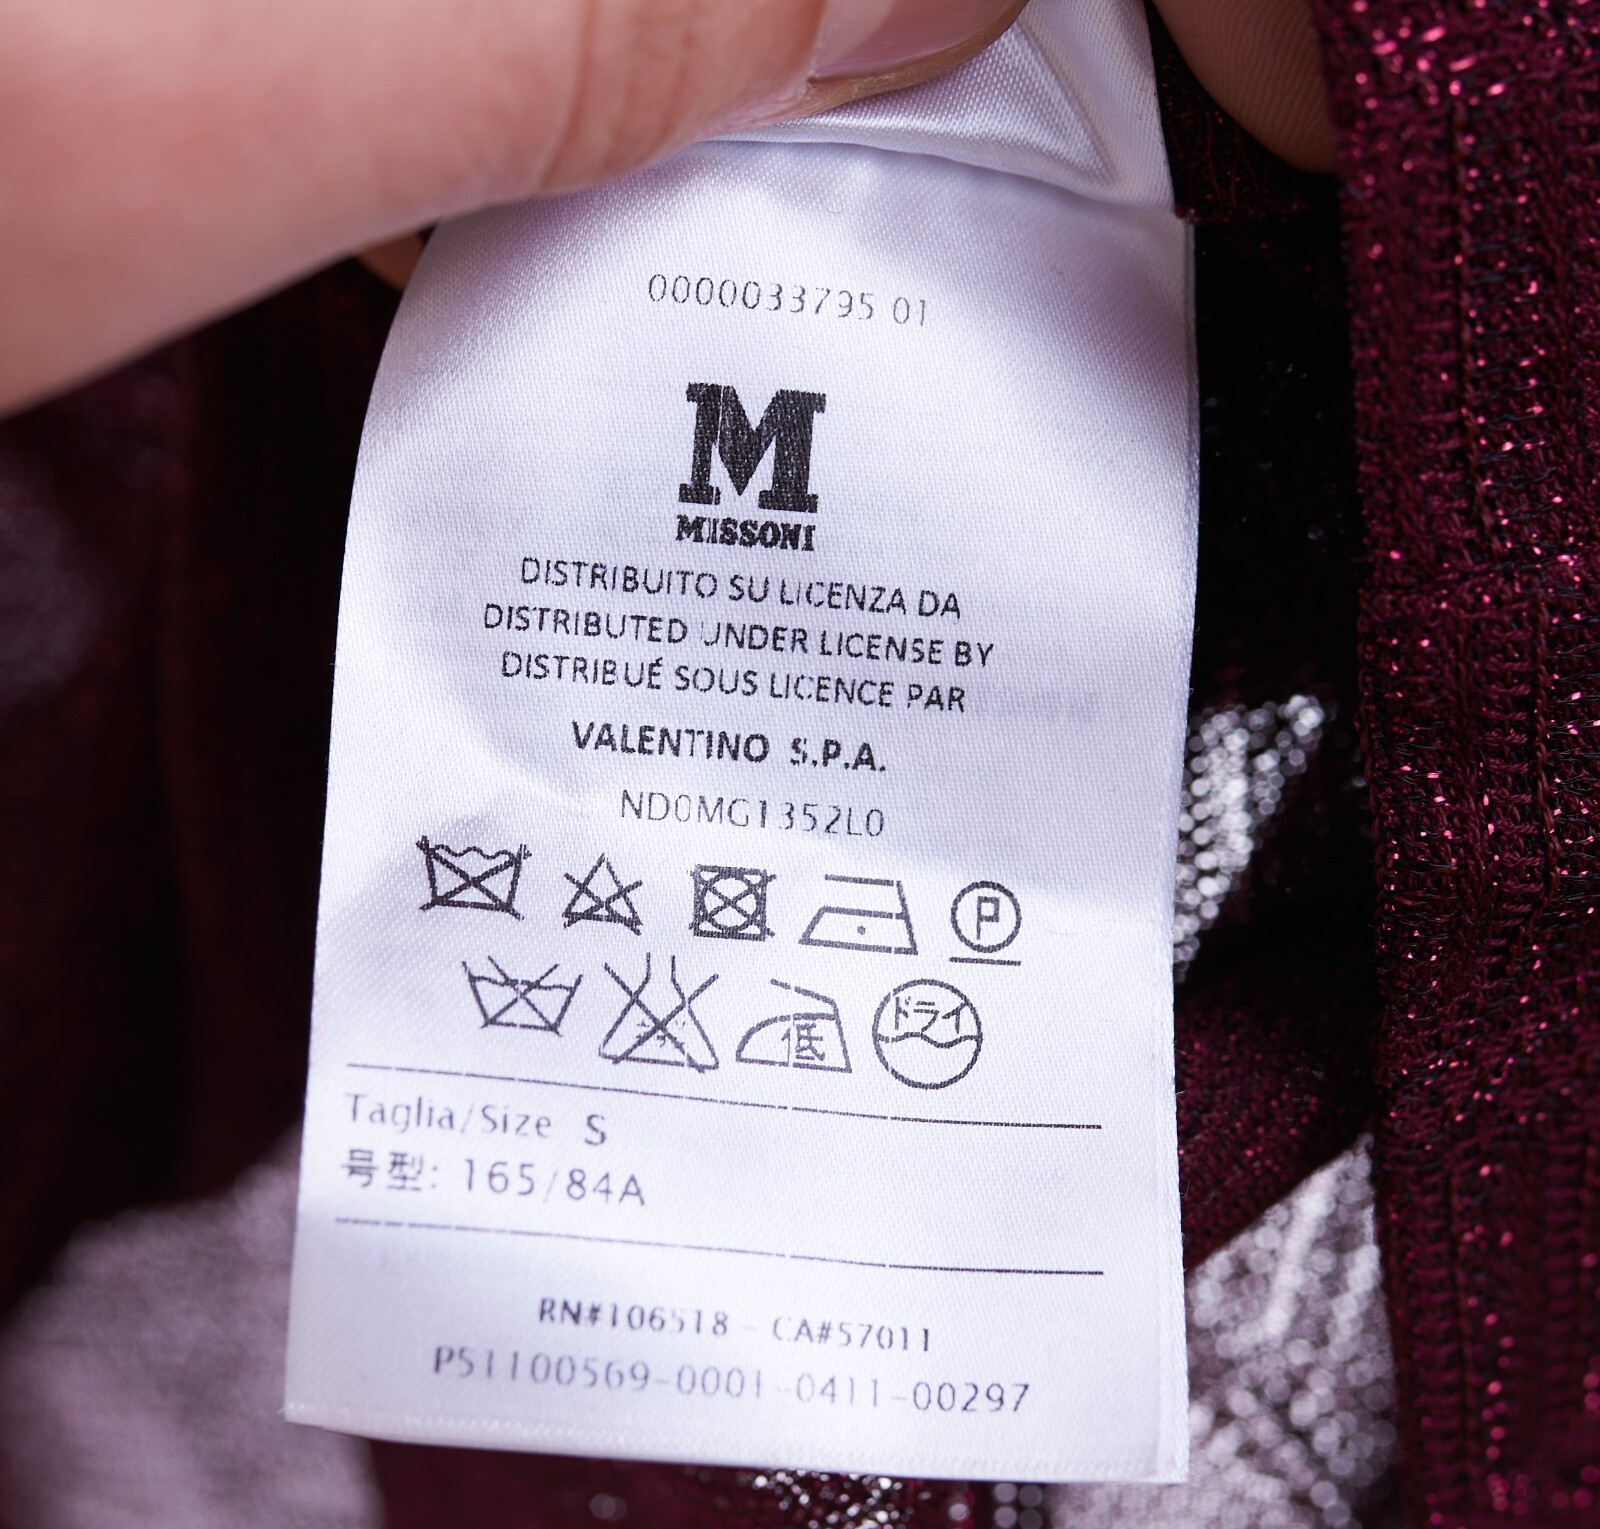 0000033795 01
M
MISSONI
DISTRIBUITO SU LICENZA DA
DISTRIBUTED UNDER LICENSE BY
DISTRIBUÉ SOUS LICENCE PAR
VALENTINO S.P.A.
ND0MG1352L0
P
低 ドライ
Taglia/Size S
号型: 165/84A
RN#106518 - CA#57011
P51100569-0001-0411-00297